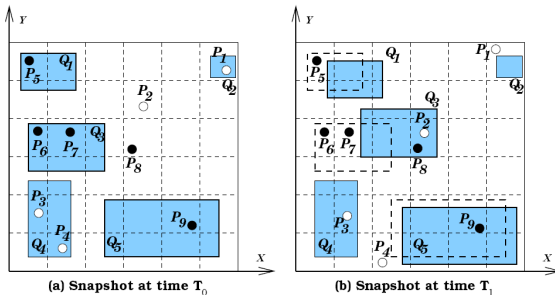 Y
P1
P5
Q1
Q2
P2
P6
P7
Q3
P8
P3
P4
Q4
P9
Q5
X
(a) Snapshot at time T0
Y
P1
Q1
P5
Q2
Q3
P2
P6
P7
P8
P3
Q4
P4
P9
Q5
X
(b) Snapshot at time T1